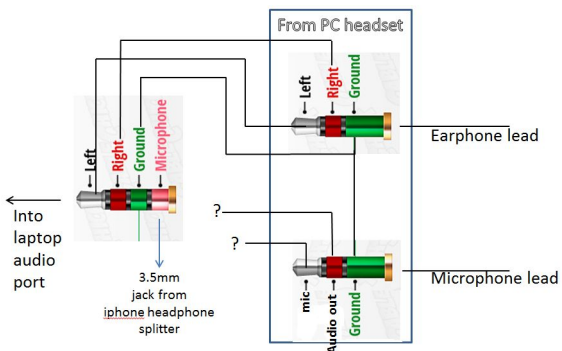 From PC headset
Left
Right
Ground
Earphone lead
Left
Right
Ground
Microphone
Into
laptop
audio
port
3.5mm
jack from
iphone headphone
splitter
?
?
mic
Audio out
Ground
Microphone lead